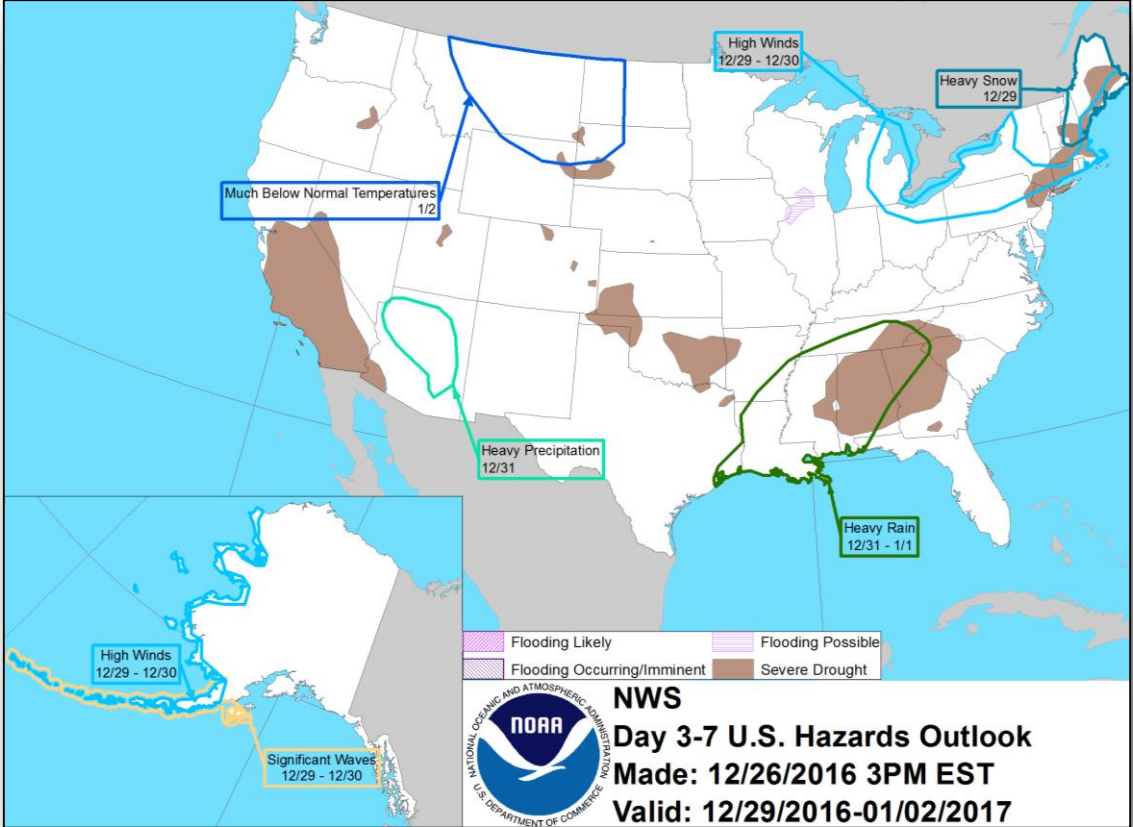 High Winds
12/29 - 12/30
Heavy Snow
12/29
Much Below Normal Temperatures
1/2
Heavy Precipitation
12/31
Heavy Rain
12/31 - 1/1
High Winds
12/29 - 12/30
Significant Waves
12/29 - 12/30
Flooding Likely
Flooding Possible
Flooding Occurring/Imminent
Severe Drought
NATIONAL OCEANIC AND ATMOSPHERIC ADMINISTRATION
NOAA
U.S. DEPARTMENT OF COMMERCE
NWS
Day 3-7 U.S. Hazards Outlook
Made: 12/26/2016 3PM EST
Valid: 12/29/2016-01/02/2017